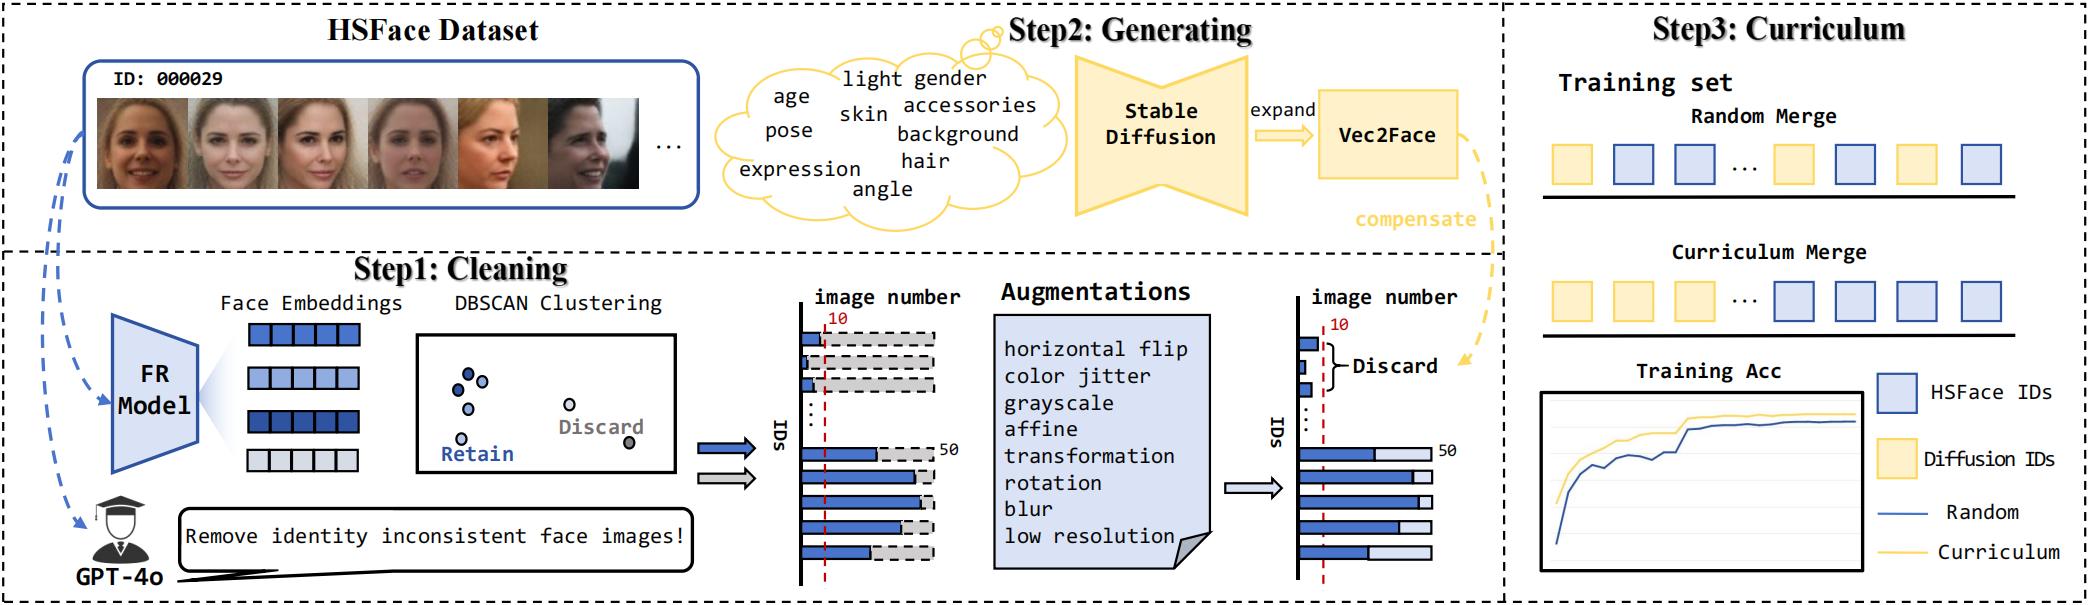 HSFace Dataset
ID: 000029
...
Step2: Generating
light gender
age
accessories
skin
pose
background
hair
expression
angle
Stable
Diffusion
expand
Vec2Face
compensate
Step1: Cleaning
Face Embeddings
DBSCAN Clustering
FR
Model
Discard
Retain
GPT-4o
Remove identity inconsistent face images!
image number
10
IDs
50
Augmentations
horizontal flip
color jitter
grayscale
affine
transformation
rotation
blur
low resolution
image number
10
Discard
IDs
50
Step3: Curriculum
Training set
Random Merge
...
Curriculum Merge
...
Training Acc
HSFace IDs
Diffusion IDs
Random
Curriculum